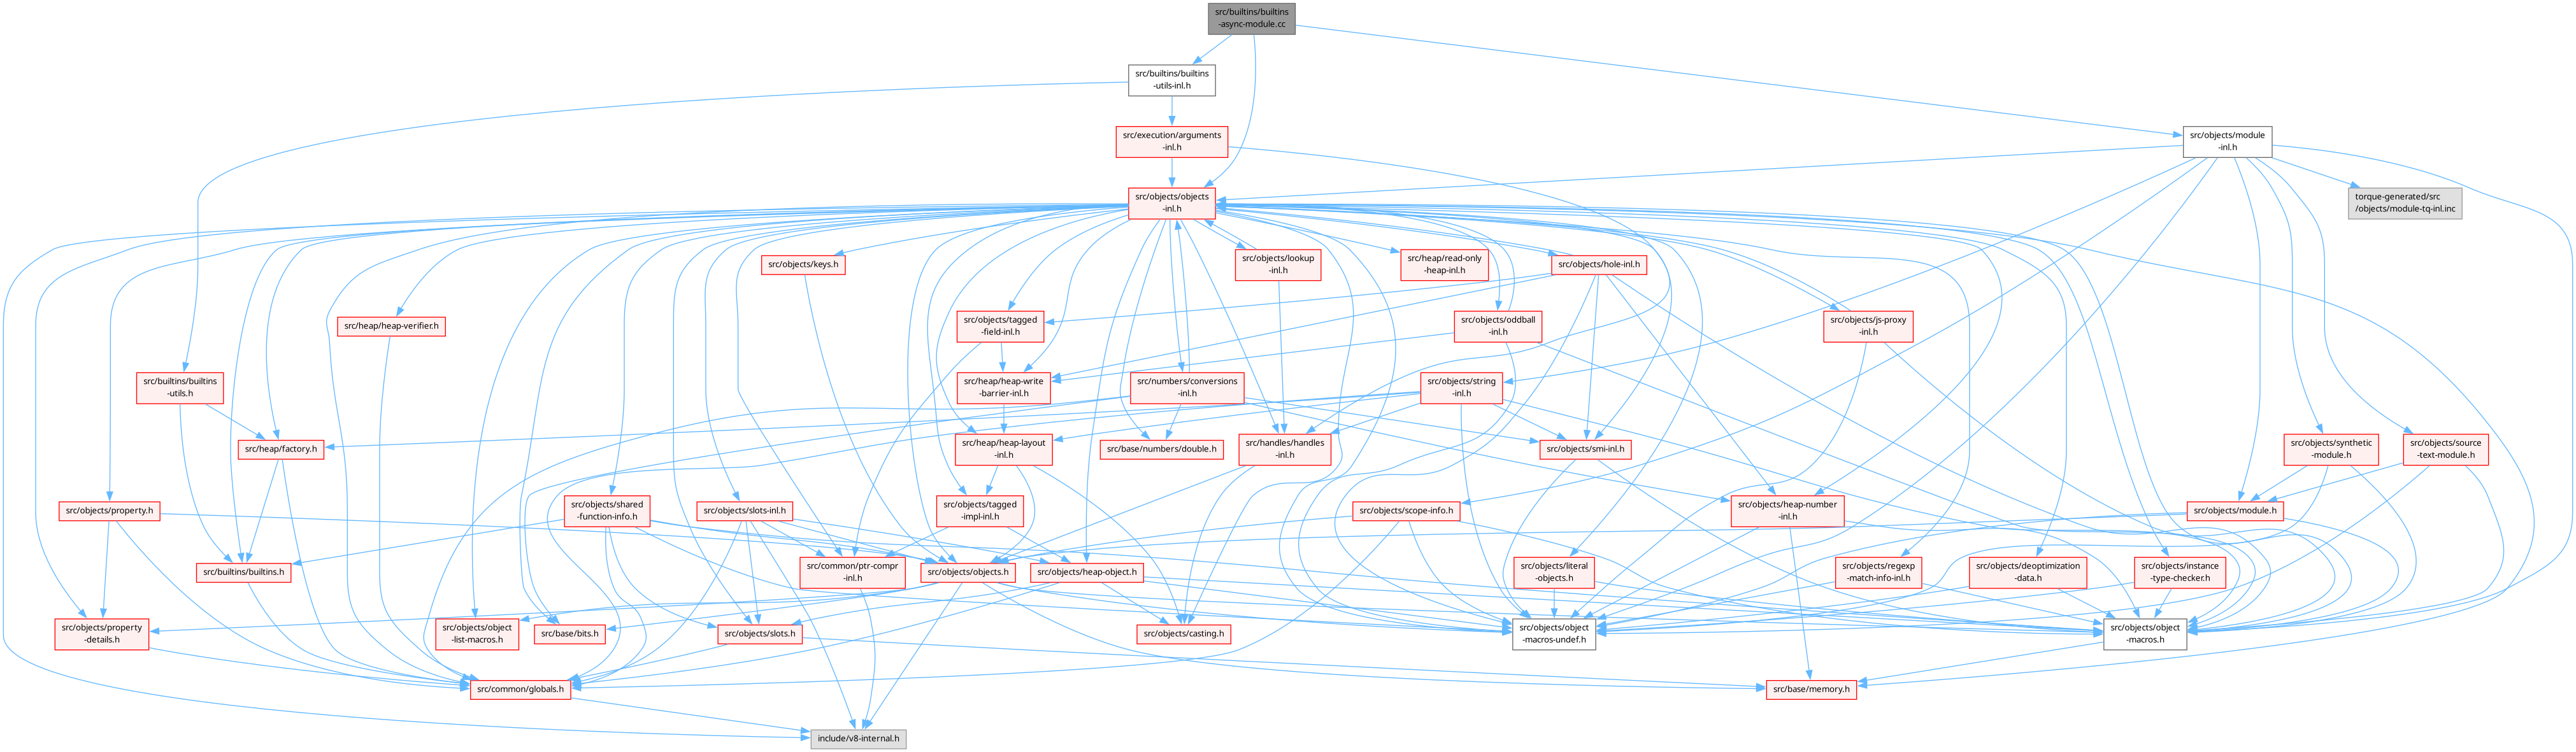 src/builtins/builtins
-async-module.cc
src/builtins/builtins
-utils-inl.h
src/execution/arguments
-inl.h
src/objects/module
-inl.h
src/objects/objects
-inl.h
torque-generated/src
/objects/module-tq-inl.inc
src/objects/keys.h
src/objects/lookup
-inl.h
src/heap/read-only
-heap-inl.h
src/objects/hole-inl.h
src/heap/heap-verifier.h
src/objects/tagged
-field-inl.h
src/objects/oddball
-inl.h
src/objects/js-proxy
-inl.h
src/builtins/builtins
-utils.h
src/heap/heap-write
-barrier-inl.h
src/numbers/conversions
-inl.h
src/objects/string
-inl.h
src/heap/factory.h
src/heap/heap-layout
-inl.h
src/base/numbers/double.h
src/handles/handles
-inl.h
src/objects/smi-inl.h
src/objects/synthetic
-module.h
src/objects/source
-text-module.h
src/objects/property.h
src/objects/shared
-function-info.h
src/objects/slots-inl.h
src/objects/tagged
-impl-inl.h
src/objects/scope-info.h
src/objects/heap-number
-inl.h
src/objects/module.h
src/builtins/builtins.h
src/common/ptr-compr
-inl.h
src/objects/objects.h
src/objects/heap-object.h
src/objects/literal
-objects.h
src/objects/regexp
-match-info-inl.h
src/objects/deoptimization
-data.h
src/objects/instance
-type-checker.h
src/objects/property
-details.h
src/objects/object
-list-macros.h
src/base/bits.h
src/objects/slots.h
src/objects/casting.h
src/objects/object
-macros-undef.h
src/objects/object
-macros.h
src/common/globals.h
src/base/memory.h
include/v8-internal.h